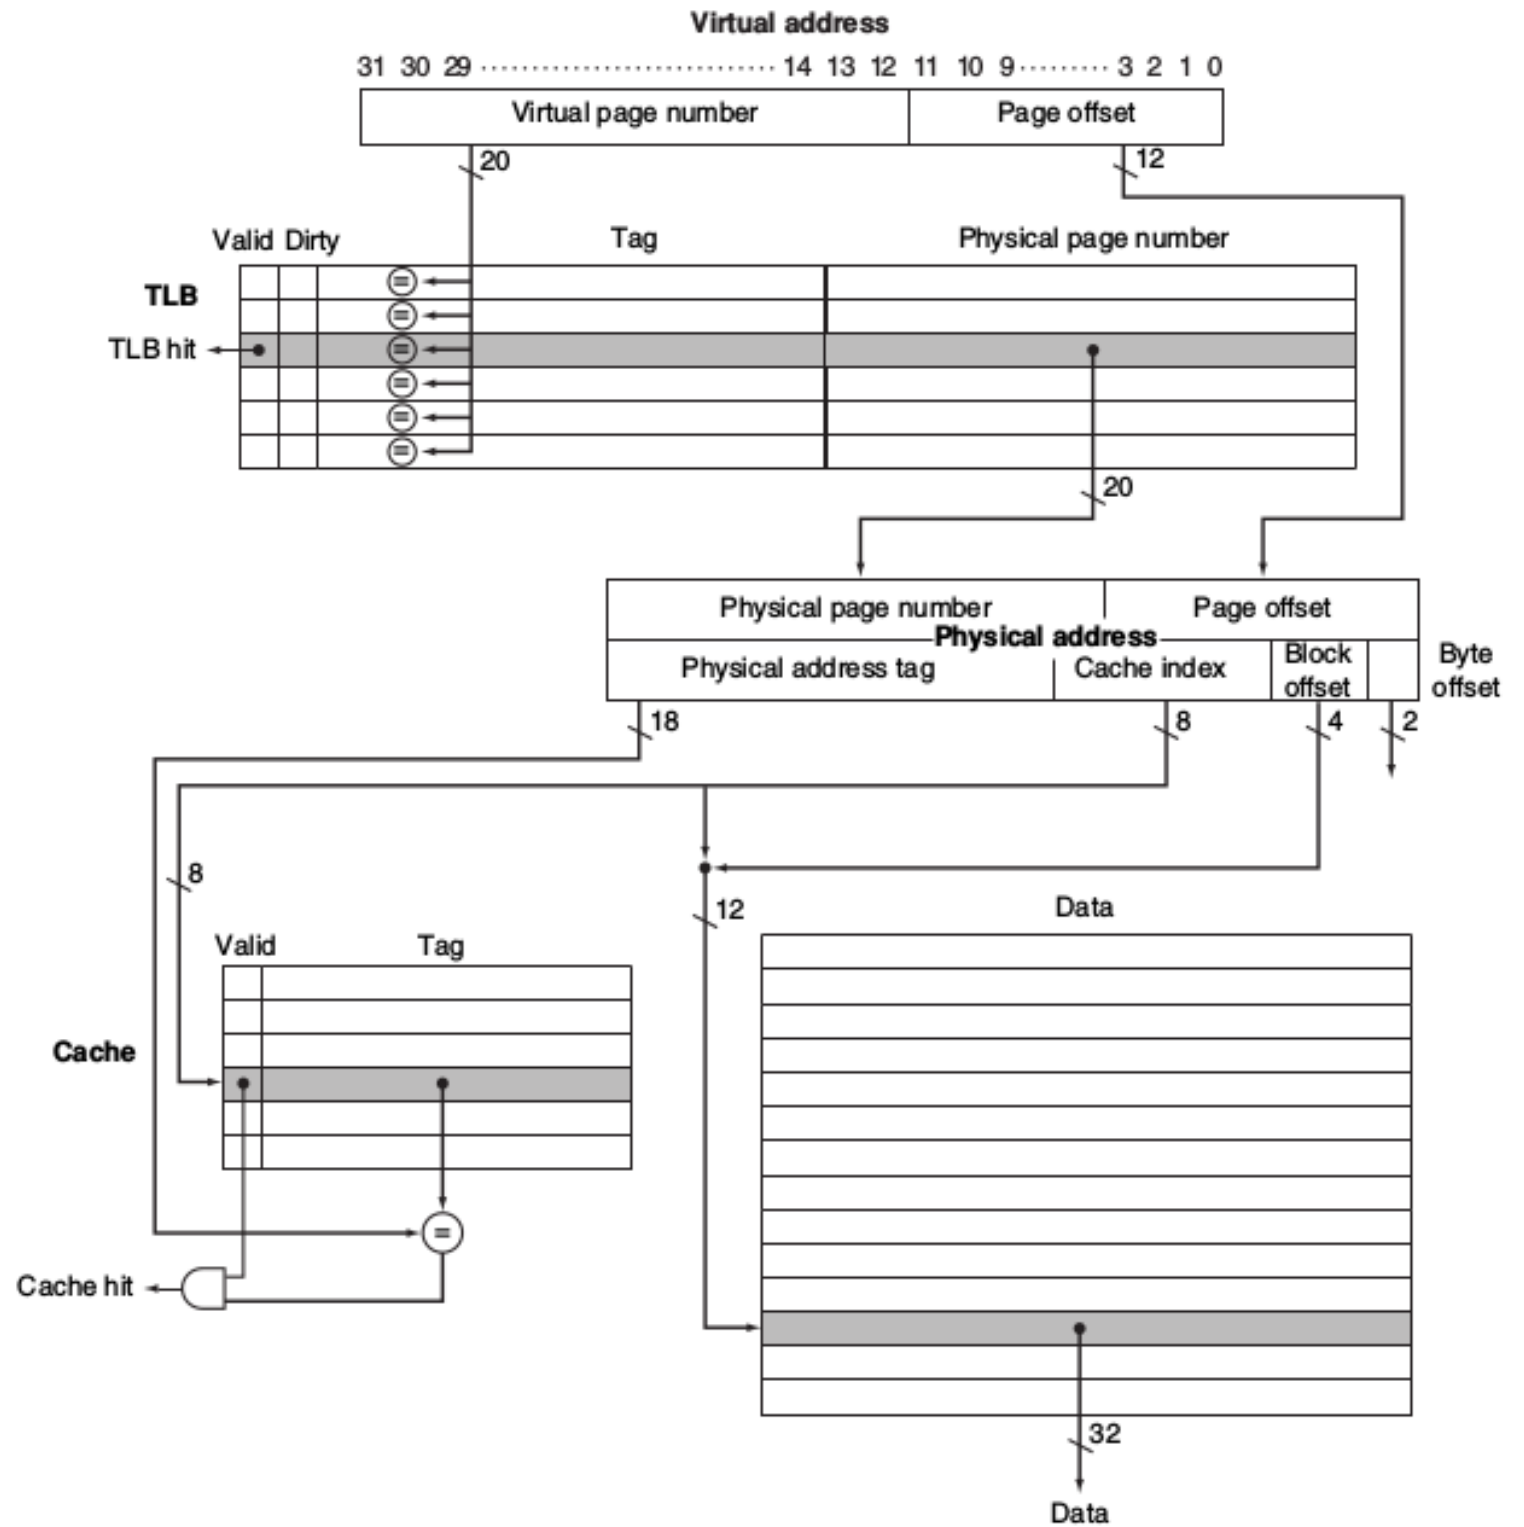 Virtual address
31 30 29 ........................... 14 13 12 11 10 9 ......... 3 2 1 0
Virtual page number Page offset
20 12
Valid Dirty Tag Physical page number
TLB
=
=
TLB hit =
=
=
=
20
Physical page number Page offset
Physical address
Physical address tag Cache index Block offset Byte offset
18 8 4 2
8
12
Data
Valid Tag
Cache
=
Cache hit
32
Data